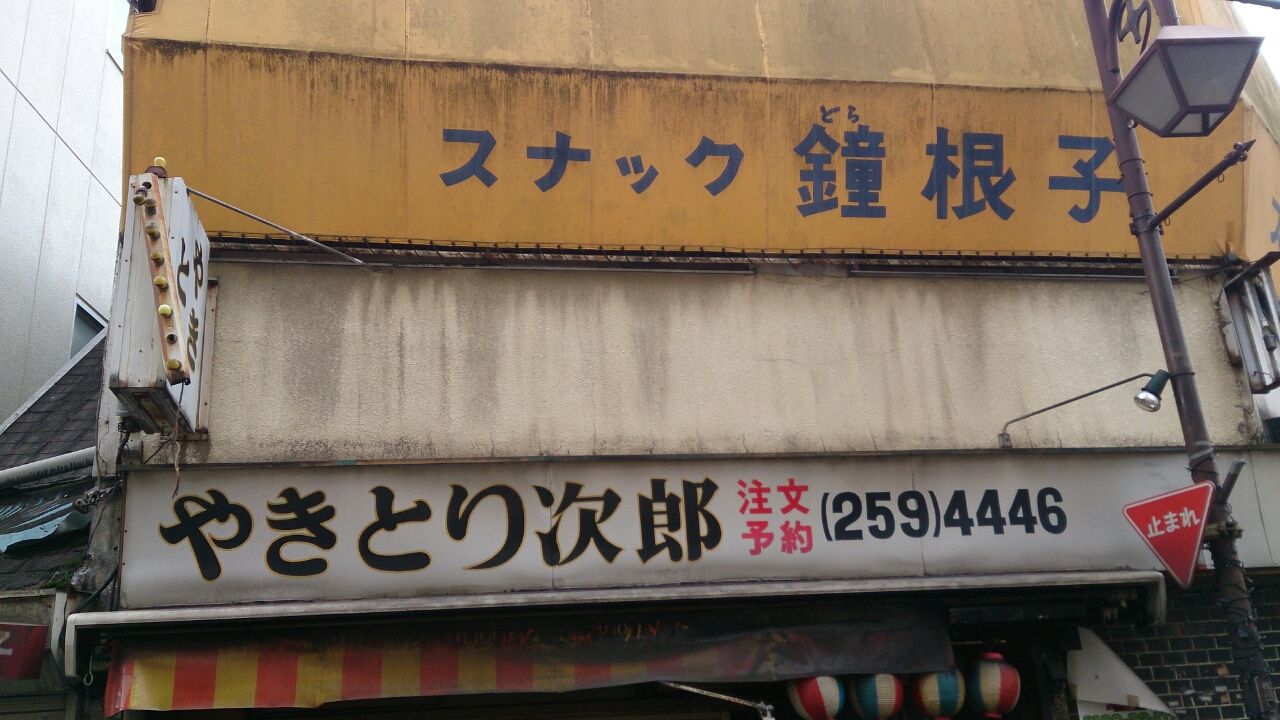 どら
スナック 鐘根子
やきとり次郎 注文予約 (259)4446
止まれ